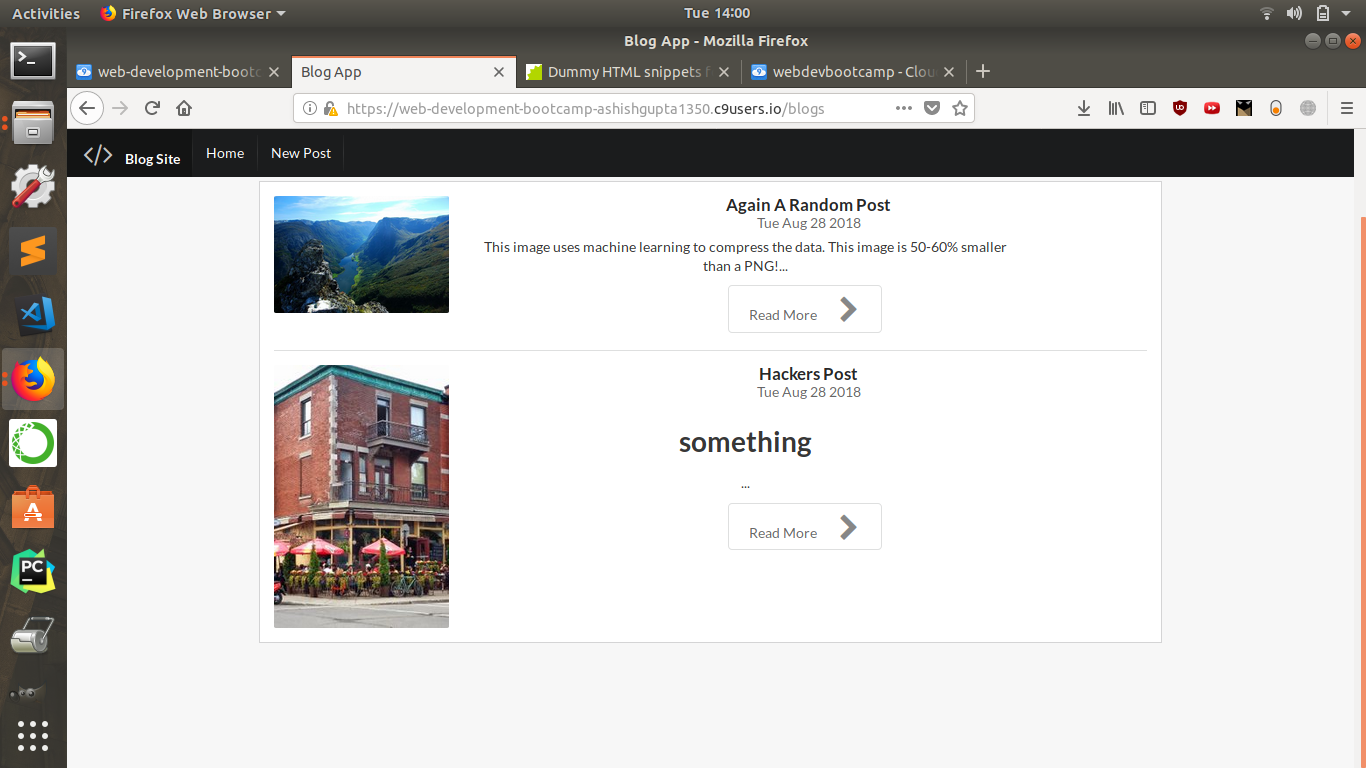 Activities Firefox Web Browser Tue 14:00
Blog App - Mozilla Firefox
web-development-bootc Blog App Dummy HTML snippets f webdevbootcamp - Clou
https://web-development-bootcamp-ashishgupta1350.c9users.io/blogs
</> Blog Site Home New Post
Again A Random Post
Tue Aug 28 2018
This image uses machine learning to compress the data. This image is 50-60% smaller
than a PNG!...
Read More
Hackers Post
Tue Aug 28 2018
something
...
Read More
PC